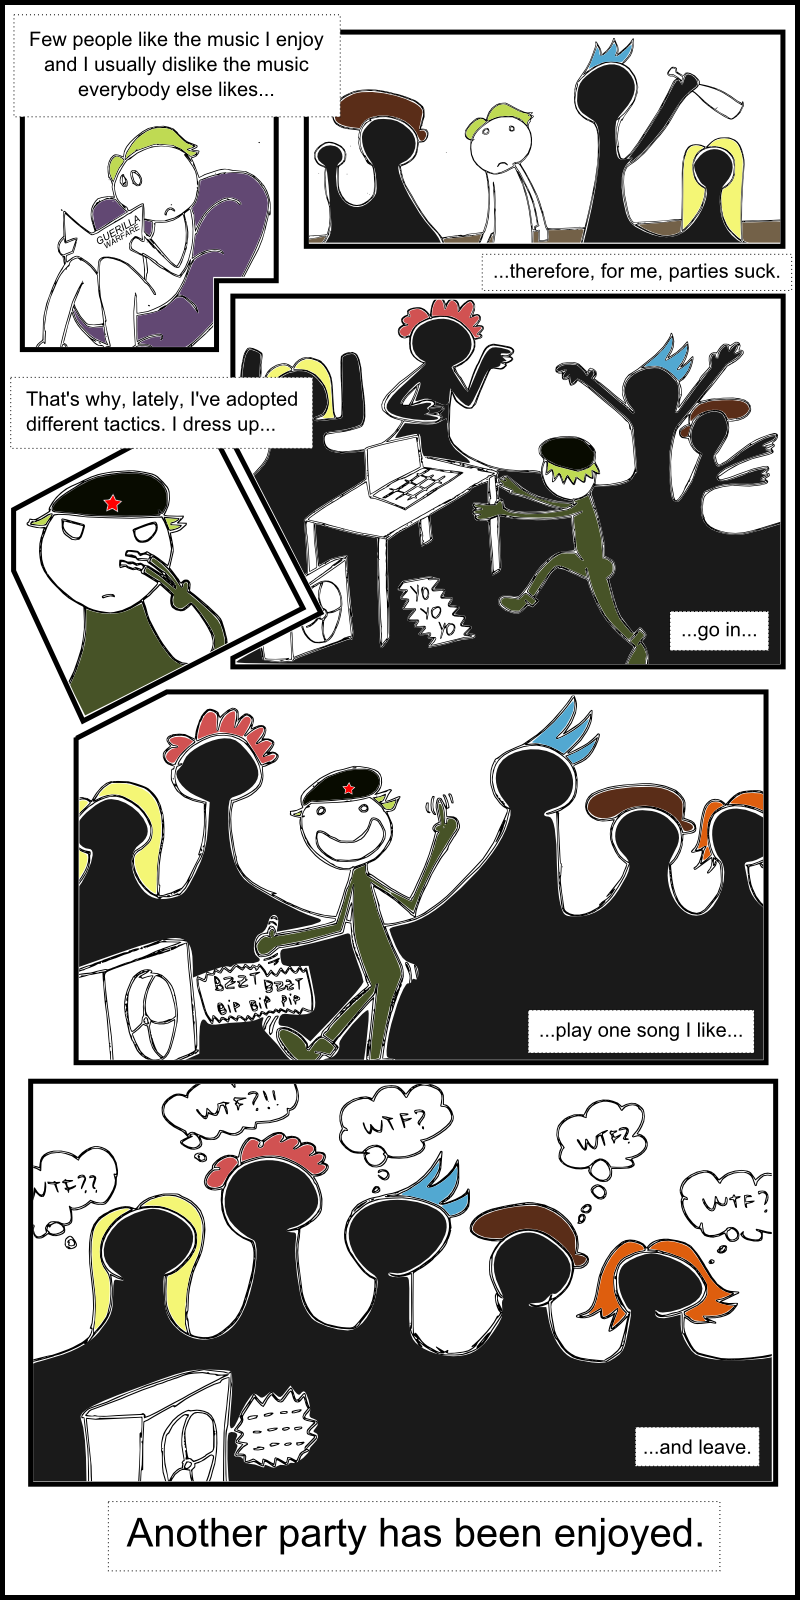 Few people like the music I enjoy
and I usually dislike the music
everybody else likes...
GUERILLA
WARFARE
...therefore, for me, parties suck.
That's why, lately, I've adopted
different tactics. I dress up...
YO
YO
YO
...go in...
BZZT BZZT
BIP BIP PIP
...play one song I like...
WTF??
WTF?!!
WTF?
WTF?
WTF?
...and leave.
Another party has been enjoyed.